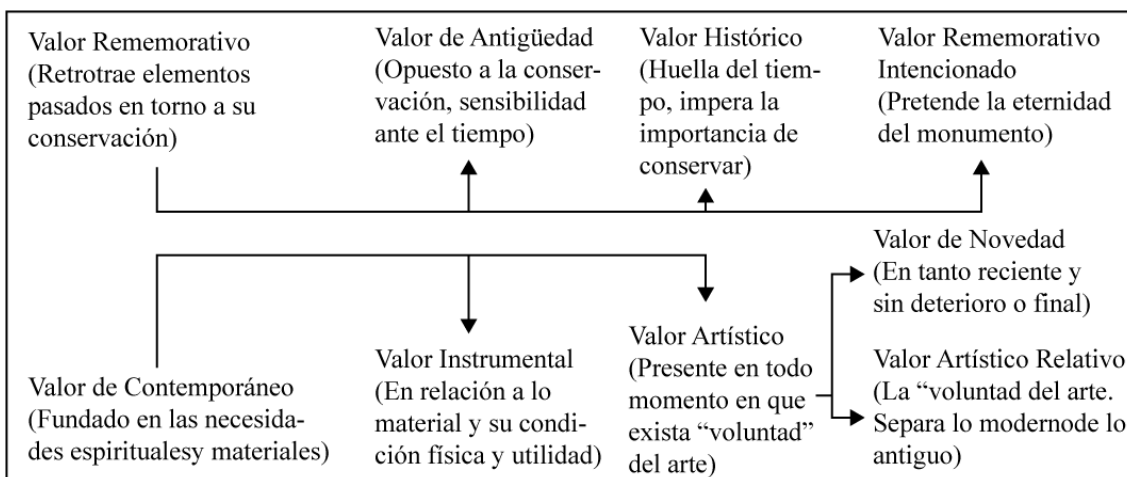 Valor Rememorativo
(Retrotrae elementos
pasados en torno a su
conservación)
Valor de Antigüedad
(Opuesto a la conser-
vación, sensibilidad
ante el tiempo)
Valor Histórico
(Huella del tiem-
po, impera la
importancia de
conservar)
Valor Rememorativo
Intencionado
(Pretende la eternidad
del monumento)
Valor de Contemporáneo
(Fundado en las necesida-
des espiritualesy materiales)
Valor Instrumental
(En relación a lo
material y su condi-
ción física y utilidad)
Valor Artístico
(Presente en todo
momento en que
exista “voluntad”
del arte)
Valor de Novedad
(En tanto reciente y
sin deterioro o final)
Valor Artístico Relativo
(La “voluntad del arte.
Separa lo modernode lo
antiguo)